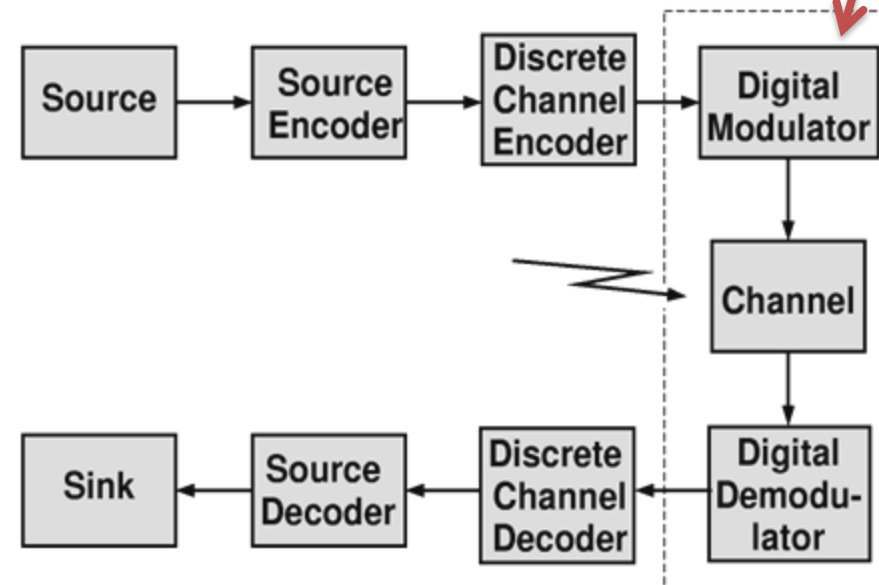 Source
Source
Encoder
Discrete
Channel
Encoder
Digital
Modulator
Channel
Sink
Source
Decoder
Discrete
Channel
Decoder
Digital
Demodu-
lator